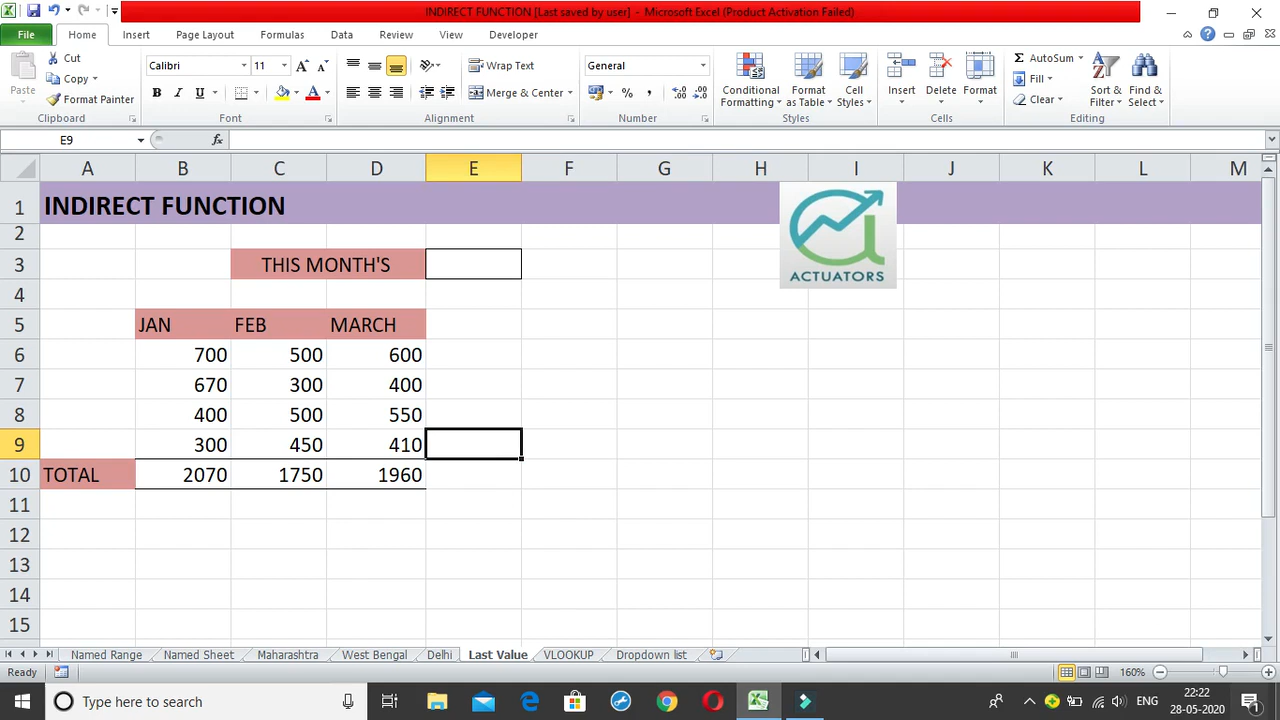 INDIRECT FUNCTION [Last saved by user] - Microsoft Excel (Product Activation Failed)
File Home Insert Page Layout Formulas Data Review View Developer
Paste
Cut
Copy
Format Painter
Clipboard
Calibri 11
B I U
Font
Wrap Text
Merge & Center
Alignment
General
% ,
Number
Conditional Formatting
Format as Table
Cell Styles
Styles
Insert Delete Format
Cells
AutoSum
Fill
Clear
Sort & Filter
Find & Select
Editing
E9 fx
A B C D E F G H I J K L M
1 INDIRECT FUNCTION
ACTUATORS
2
3 THIS MONTH'S
4
5 JAN FEB MARCH
6 700 500 600
7 670 300 400
8 400 500 550
9 300 450 410
10 TOTAL 2070 1750 1960
11
12
13
14
15
Named Range Named Sheet Maharashtra West Bengal Delhi Last Value VLOOKUP Dropdown list
Ready 160%
Type here to search
ENG
22:22
28-05-2020
1